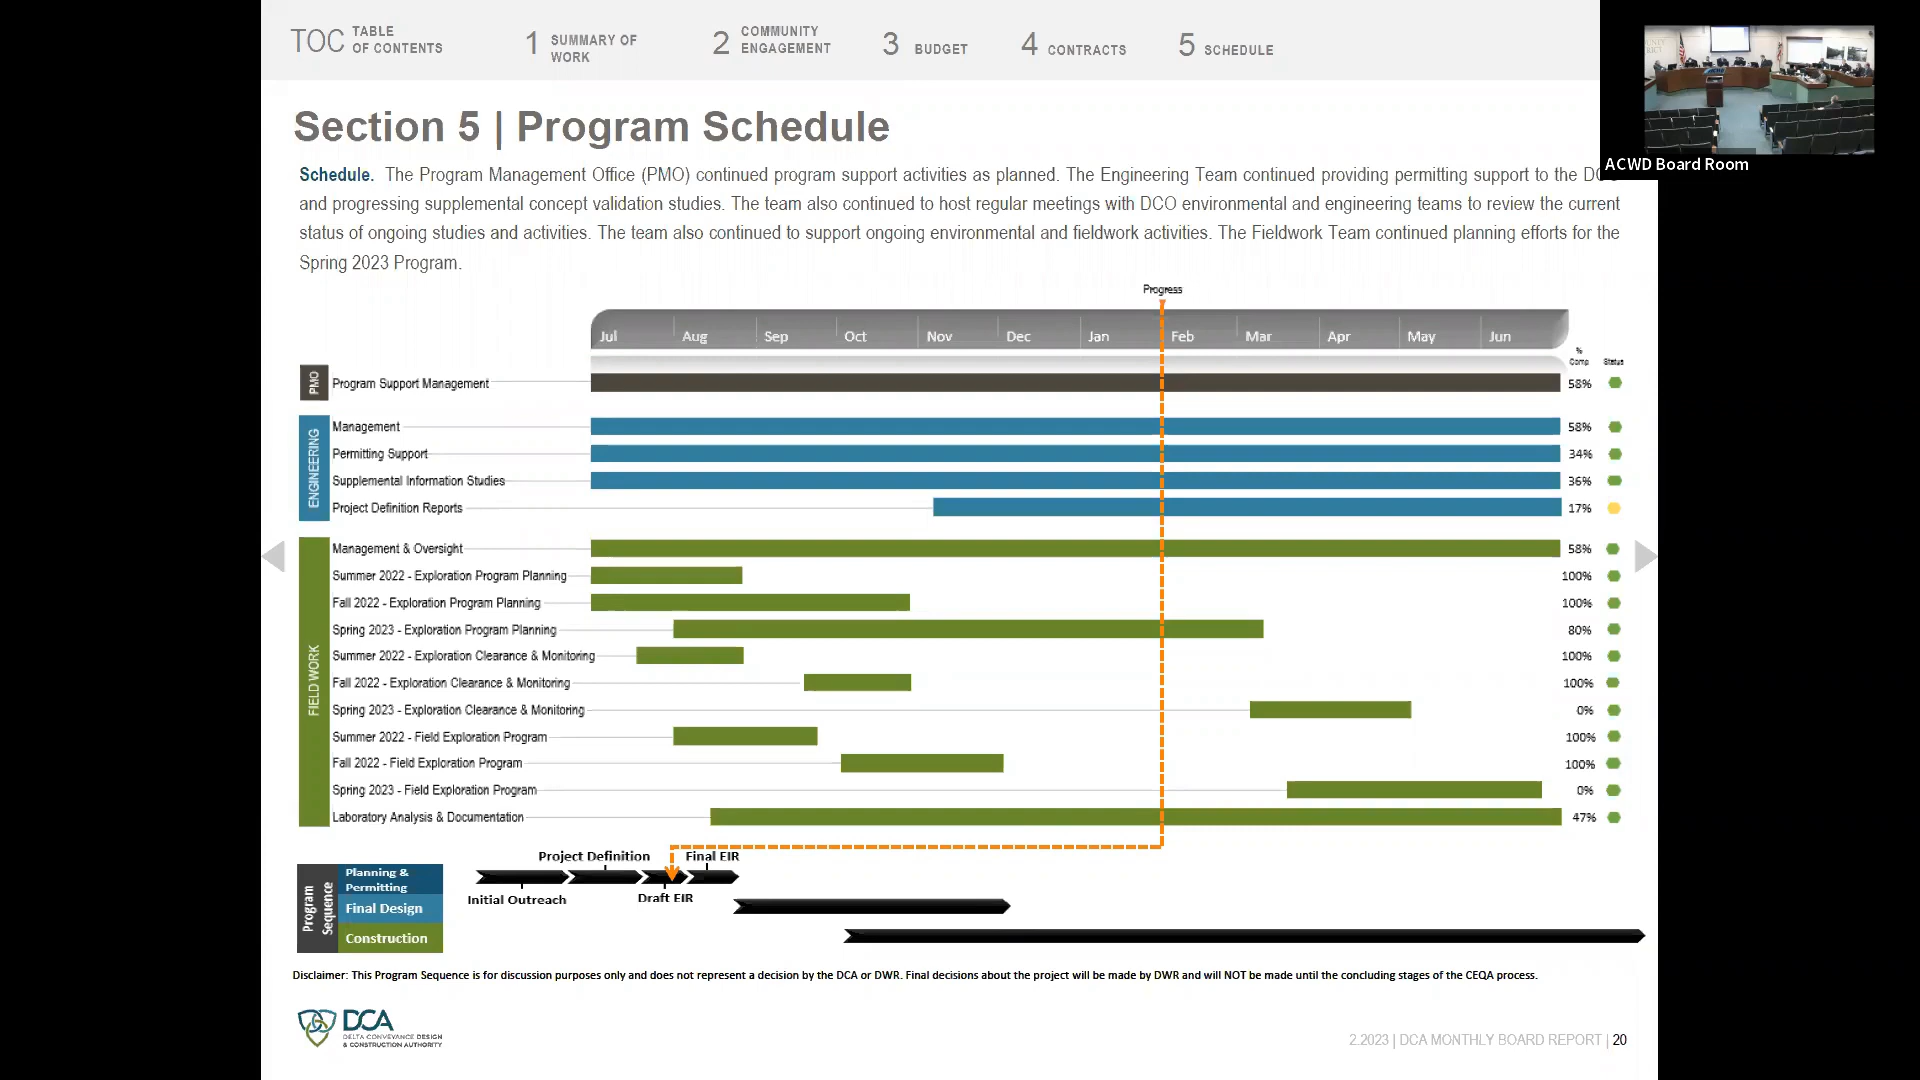 TOC TABLE OF CONTENTS
1 SUMMARY OF WORK
2 COMMUNITY ENGAGEMENT
3 BUDGET
4 CONTRACTS
5 SCHEDULE
ACWD Board Room
Section 5 | Program Schedule
Schedule. The Program Management Office (PMO) continued program support activities as planned. The Engineering Team continued providing permitting support to the
and progressing supplemental concept validation studies. The team also continued to host regular meetings with DCO environmental and engineering teams to review the current
status of ongoing studies and activities. The team also continued to support ongoing environmental and fieldwork activities. The Fieldwork Team continued planning efforts for the
Spring 2023 Program.
Progress
Jul Aug Sep Oct Nov Dec Jan Feb Mar Apr May Jun
% Comp Status
PMO
Program Support Management 58%
ENGINEERING
Management 58%
Permitting Support 34%
Supplemental Information Studies 36%
Project Definition Reports 17%
FIELD WORK
Management & Oversight 58%
Summer 2022 - Exploration Program Planning 100%
Fall 2022 - Exploration Program Planning 100%
Spring 2023 - Exploration Program Planning 80%
Summer 2022 - Exploration Clearance & Monitoring 100%
Fall 2022 - Exploration Clearance & Monitoring 100%
Spring 2023 - Exploration Clearance & Monitoring 0%
Summer 2022 - Field Exploration Program 100%
Fall 2022 - Field Exploration Program 100%
Spring 2023 - Field Exploration Program 0%
Laboratory Analysis & Documentation 47%
Program Sequence
Planning & Permitting
Final Design
Construction
Project Definition Final EIR
Initial Outreach Draft EIR
Disclaimer: This Program Sequence is for discussion purposes only and does not represent a decision by the DCA or DWR. Final decisions about the project will be made by DWR and will NOT be made until the concluding stages of the CEQA process.
DCA
DELTA CONVEYANCE DESIGN
& CONSTRUCTION AUTHORITY
2.2023 | DCA MONTHLY BOARD REPORT | 20